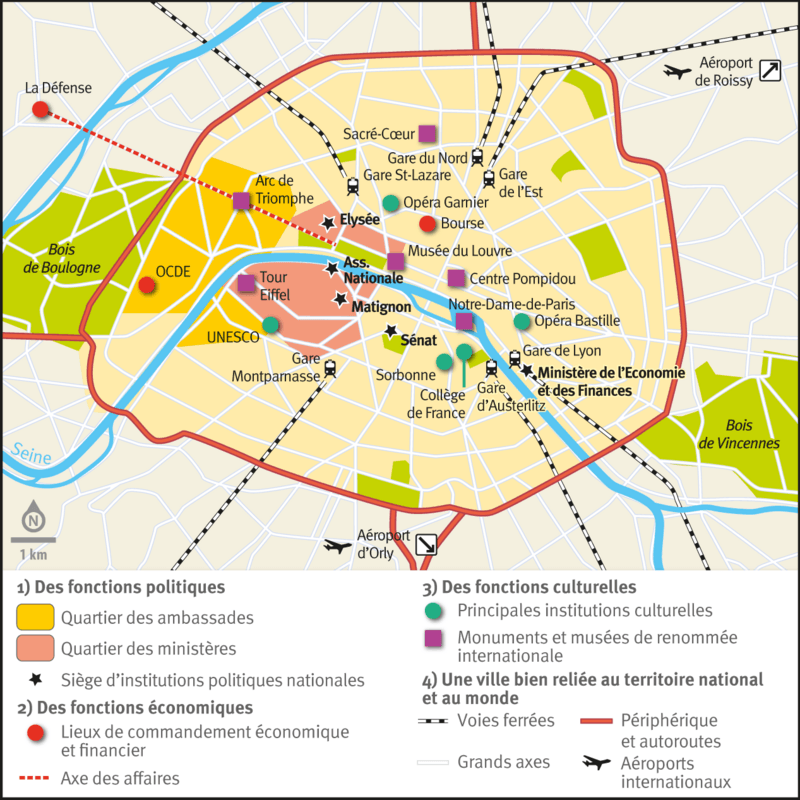 Aéroport
de Roissy
La Défense
Sacré-Cœur
Gare du Nord
Gare St-Lazare
Gare
de l'Est
Arc de
Triomphe
Opéra Garnier
Elysée
Bourse
Bois
de Boulogne
Musée du Louvre
OCDE
Ass.
Nationale
Tour
Eiffel
Centre Pompidou
Matignon
Notre-Dame-de-Paris
Opéra Bastille
UNESCO
Sénat
Gare
Montparnasse
Gare de Lyon
Sorbonne
Ministère de l'Economie
et des Finances
Collège
de France
Gare
d'Austerlitz
Bois
de Vincennes
Seine
N
1 km
Aéroport
d'Orly
1) Des fonctions politiques
Quartier des ambassades
Quartier des ministères
Siège d'institutions politiques nationales
2) Des fonctions économiques
Lieux de commandement économique
et financier
Axe des affaires
3) Des fonctions culturelles
Principales institutions culturelles
Monuments et musées de renommée
internationale
4) Une ville bien reliée au territoire national
et au monde
Voies ferrées
Périphérique
et autoroutes
Grands axes
Aéroports
internationaux